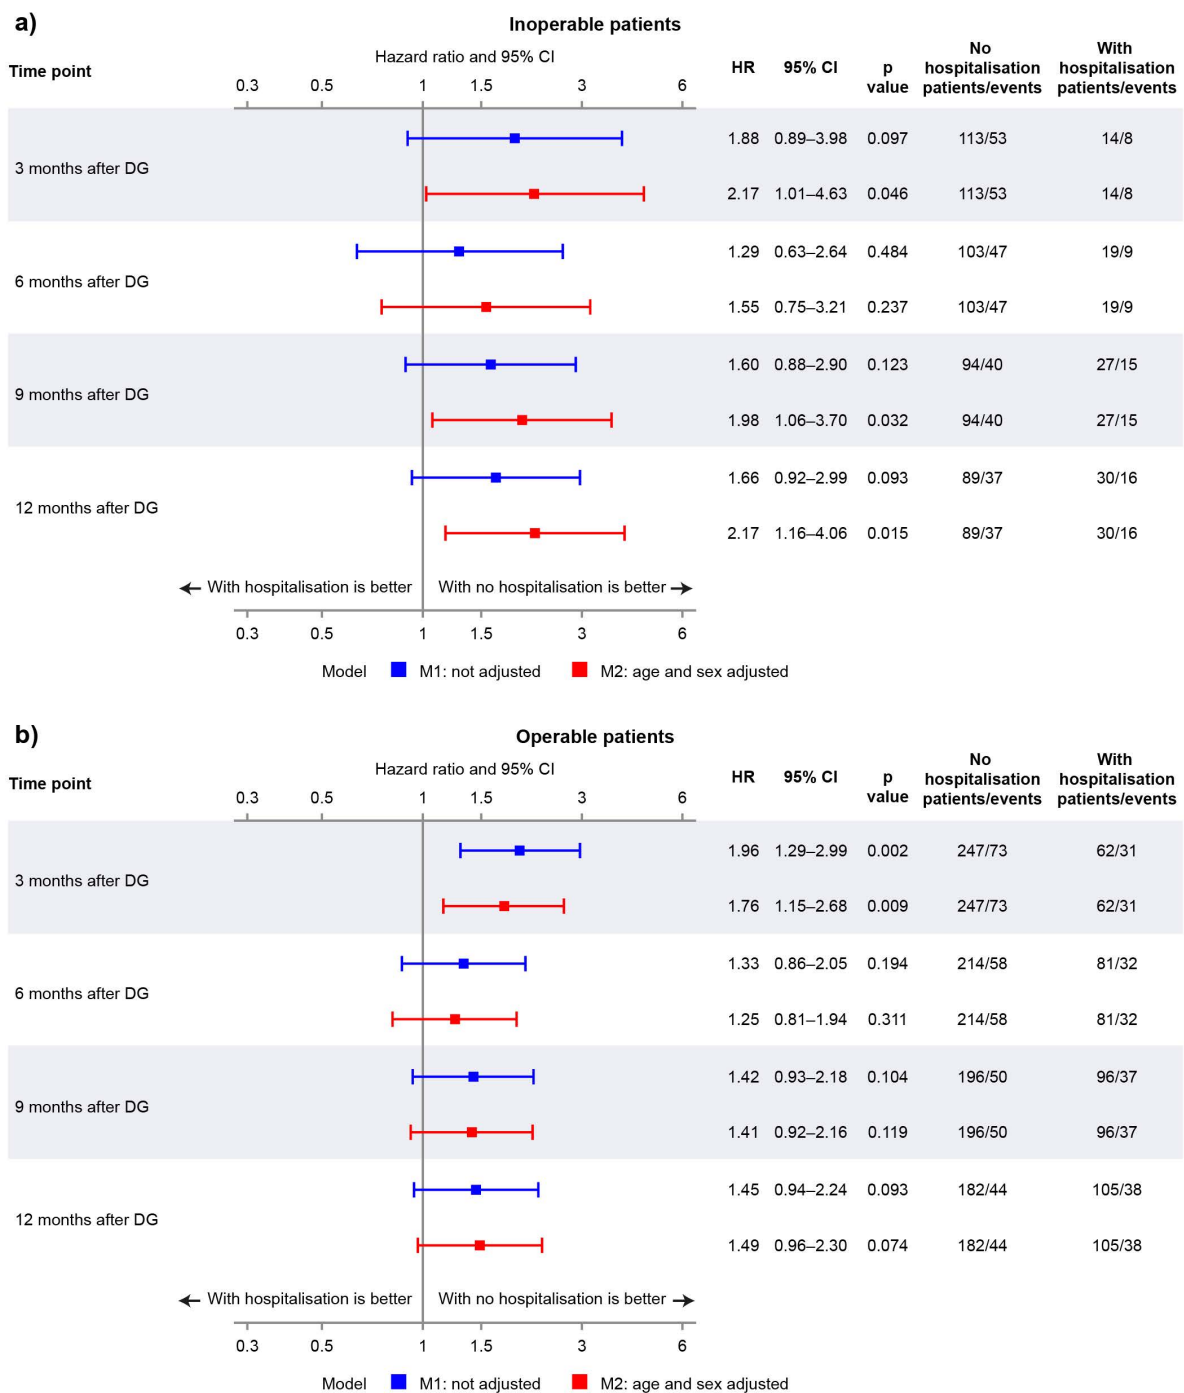 a)
Inoperable patients
Time point
Hazard ratio and 95% CI
HR 95% CI p value No hospitalisation patients/events With hospitalisation patients/events
0.3 0.5 1 1.5 3 6
3 months after DG
1.88 0.89–3.98 0.097 113/53 14/8
2.17 1.01–4.63 0.046 113/53 14/8
6 months after DG
1.29 0.63–2.64 0.484 103/47 19/9
1.55 0.75–3.21 0.237 103/47 19/9
9 months after DG
1.60 0.88–2.90 0.123 94/40 27/15
1.98 1.06–3.70 0.032 94/40 27/15
12 months after DG
1.66 0.92–2.99 0.093 89/37 30/16
2.17 1.16–4.06 0.015 89/37 30/16
← With hospitalisation is better With no hospitalisation is better →
0.3 0.5 1 1.5 3 6
Model M1: not adjusted M2: age and sex adjusted
b)
Operable patients
Time point
Hazard ratio and 95% CI
HR 95% CI p value No hospitalisation patients/events With hospitalisation patients/events
0.3 0.5 1 1.5 3 6
3 months after DG
1.96 1.29–2.99 0.002 247/73 62/31
1.76 1.15–2.68 0.009 247/73 62/31
6 months after DG
1.33 0.86–2.05 0.194 214/58 81/32
1.25 0.81–1.94 0.311 214/58 81/32
9 months after DG
1.42 0.93–2.18 0.104 196/50 96/37
1.41 0.92–2.16 0.119 196/50 96/37
12 months after DG
1.45 0.94–2.24 0.093 182/44 105/38
1.49 0.96–2.30 0.074 182/44 105/38
← With hospitalisation is better With no hospitalisation is better →
0.3 0.5 1 1.5 3 6
Model M1: not adjusted M2: age and sex adjusted